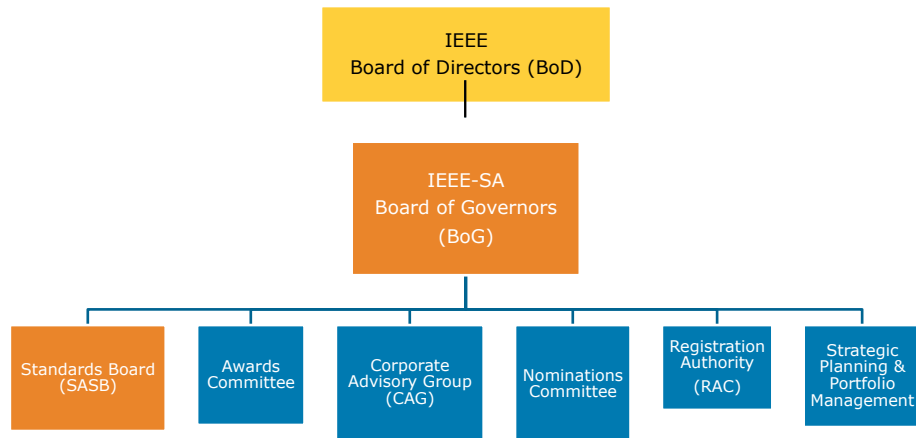 IEEE
Board of Directors (BoD)
IEEE-SA
Board of Governors
(BoG)
Standards Board
(SASB)
Awards
Committee
Corporate
Advisory Group
(CAG)
Nominations
Committee
Registration
Authority
(RAC)
Strategic
Planning &
Portfolio
Management